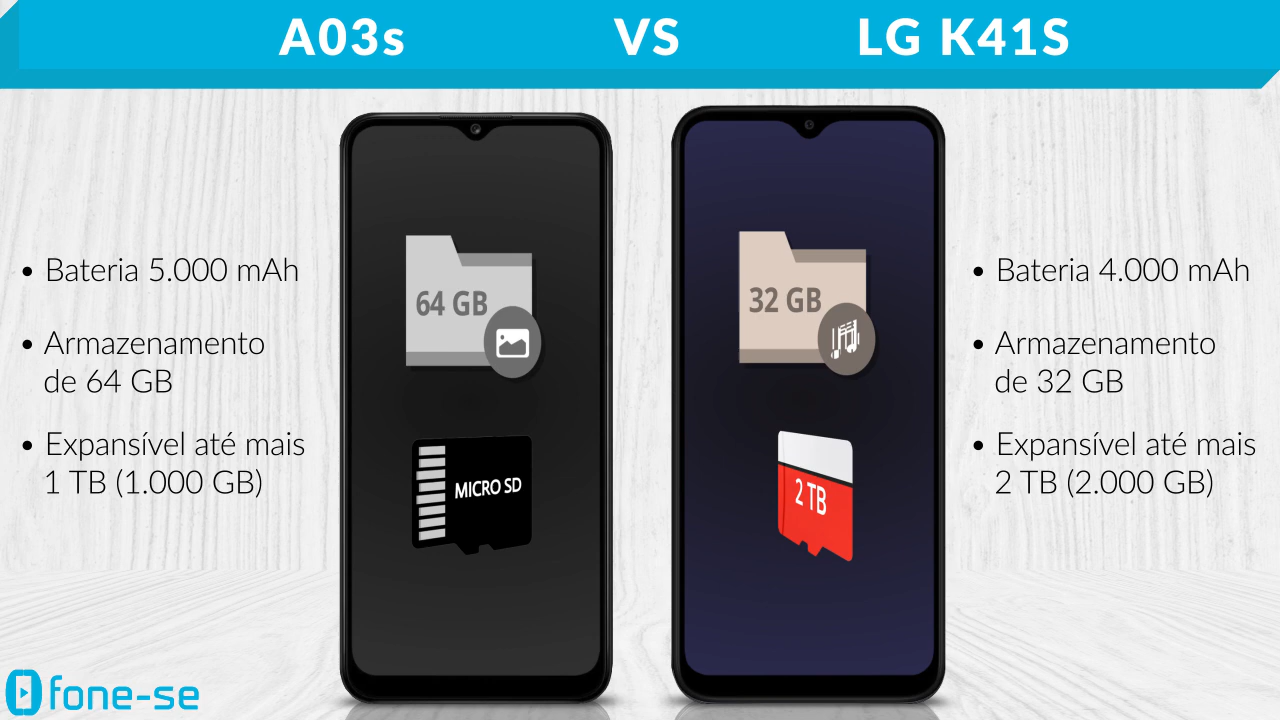 A03s VS LG K41S
• Bateria 5.000 mAh
• Armazenamento
de 64 GB
• Expansível até mais
1 TB (1.000 GB)
64 GB
MICRO SD
32 GB
2 TB
• Bateria 4.000 mAh
• Armazenamento
de 32 GB
• Expansível até mais
2 TB (2.000 GB)
fone-se